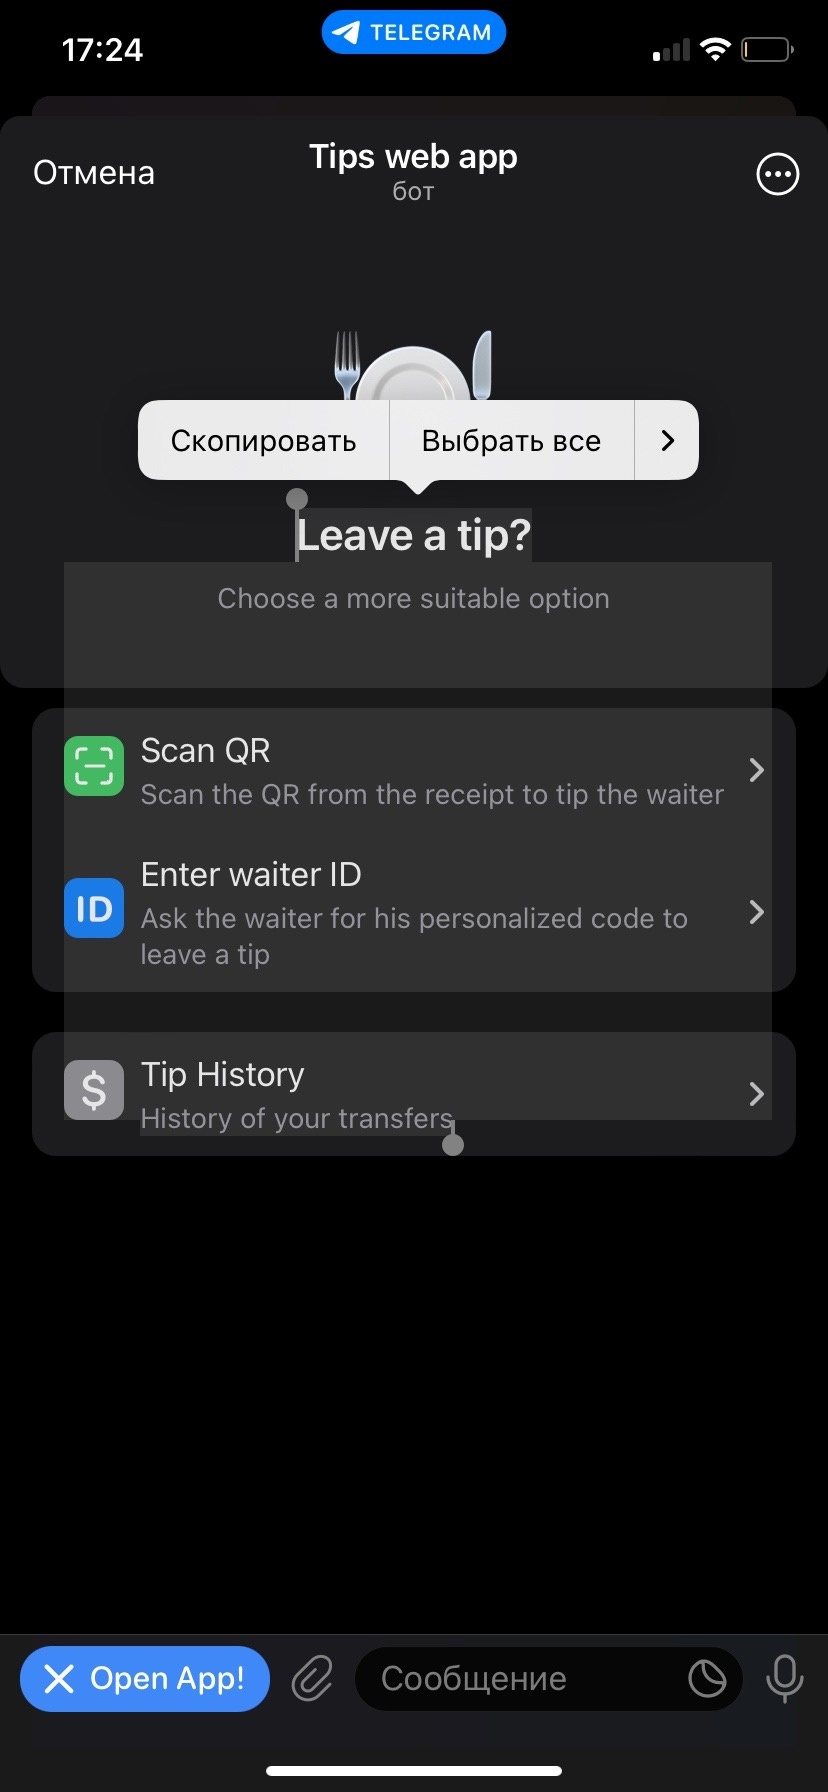 17:24
TELEGRAM
Отмена
Tips web app
бот
Скопировать
Выбрать все
Leave a tip?
Choose a more suitable option
Scan QR
Scan the QR from the receipt to tip the waiter
ID
Enter waiter ID
Ask the waiter for his personalized code to
leave a tip
$
Tip History
History of your transfers
Open App!
Сообщение